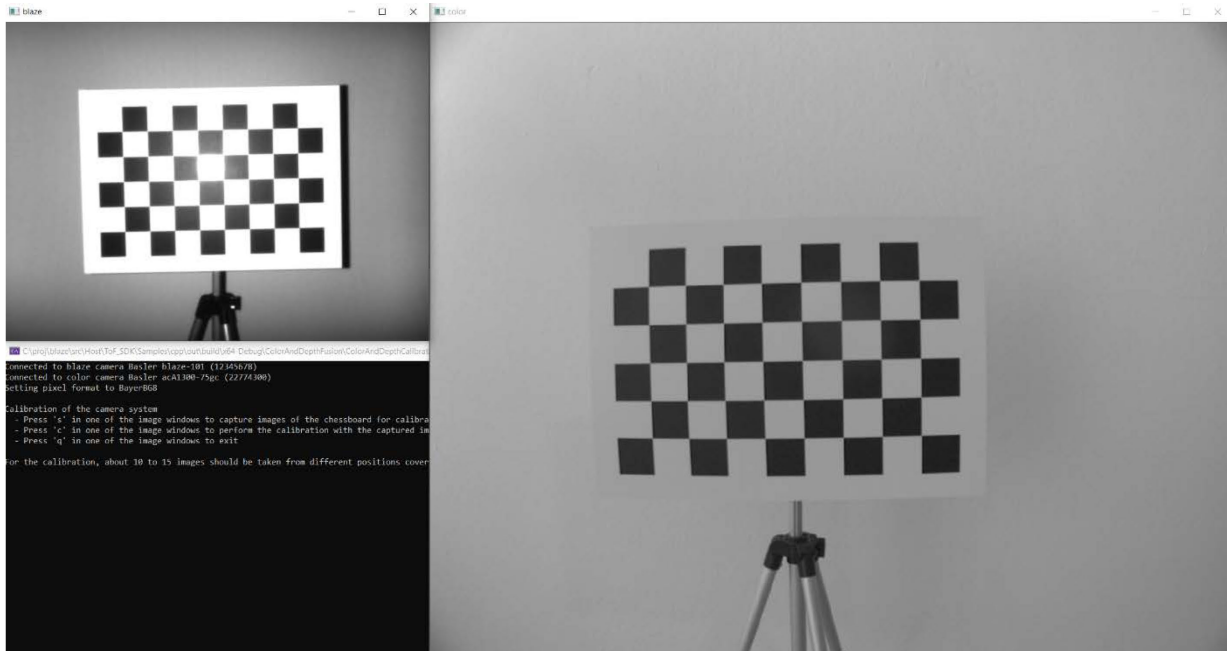 blaze
color
C:\proj\blaze\src\Host\ToF_SDK\Samples\cpp\out\build\x64-Debug\ColorAndDepthFusion\ColorAndDepthCalibrat
Connected to blaze camera Basler blaze-101 (12345678)
Connected to color camera Basler acA1300-75gc (22774300)
Setting pixel format to BayerBG8
Calibration of the camera system
- Press 's' in one of the image windows to capture images of the chessboard for calibra
- Press 'c' in one of the image windows to perform the calibration with the captured im
- Press 'q' in one of the image windows to exit
For the calibration, about 10 to 15 images should be taken from different positions cover